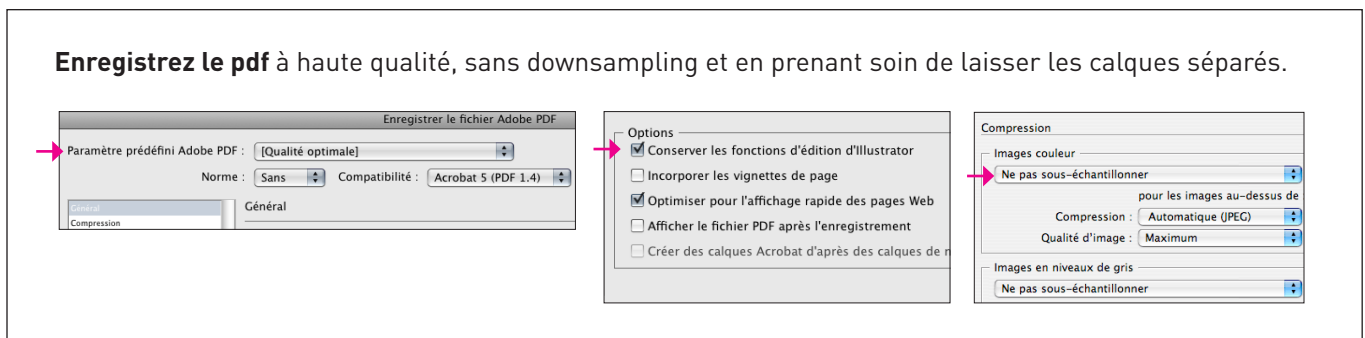 Enregistrez le pdf à haute qualité, sans downsampling et en prenant soin de laisser les calques séparés.
Enregistrer le fichier Adobe PDF
Paramètre prédéfini Adobe PDF : [Qualité optimale]
Norme : Sans Compatibilité : Acrobat 5 (PDF 1.4)
Général
Compression
Général
Options
Conserver les fonctions d'édition d'Illustrator
Incorporer les vignettes de page
Optimiser pour l'affichage rapide des pages Web
Afficher le fichier PDF après l'enregistrement
Créer des calques Acrobat d'après des calques de n
Compression
Images couleur
Ne pas sous-échantillonner
pour les images au-dessus de
Compression : Automatique (JPEG)
Qualité d'image : Maximum
Images en niveaux de gris
Ne pas sous-échantillonner